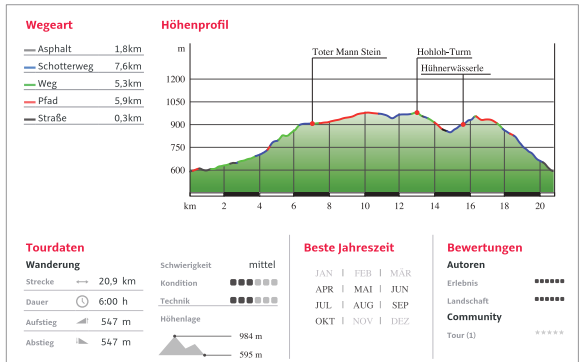 Wegeart
Asphalt 1,8km
Schotterweg 7,6km
Weg 5,3km
Pfad 5,9km
Straße 0,3km
Höhenprofil
m
Toter Mann Stein
Hohloh-Turm
Hühnerwässerle
1200
1050
900
750
600
km 2 4 6 8 10 12 14 16 18 20
Tourdaten
Wanderung
Strecke 20,9 km
Dauer 6:00 h
Aufstieg 547 m
Abstieg 547 m
Schwierigkeit mittel
Kondition
Technik
Höhenlage
984 m
595 m
Beste Jahreszeit
JAN | FEB | MÄR
APR | MAI | JUN
JUL | AUG | SEP
OKT | NOV | DEZ
Bewertungen
Autoren
Erlebnis
Landschaft
Community
Tour (1)